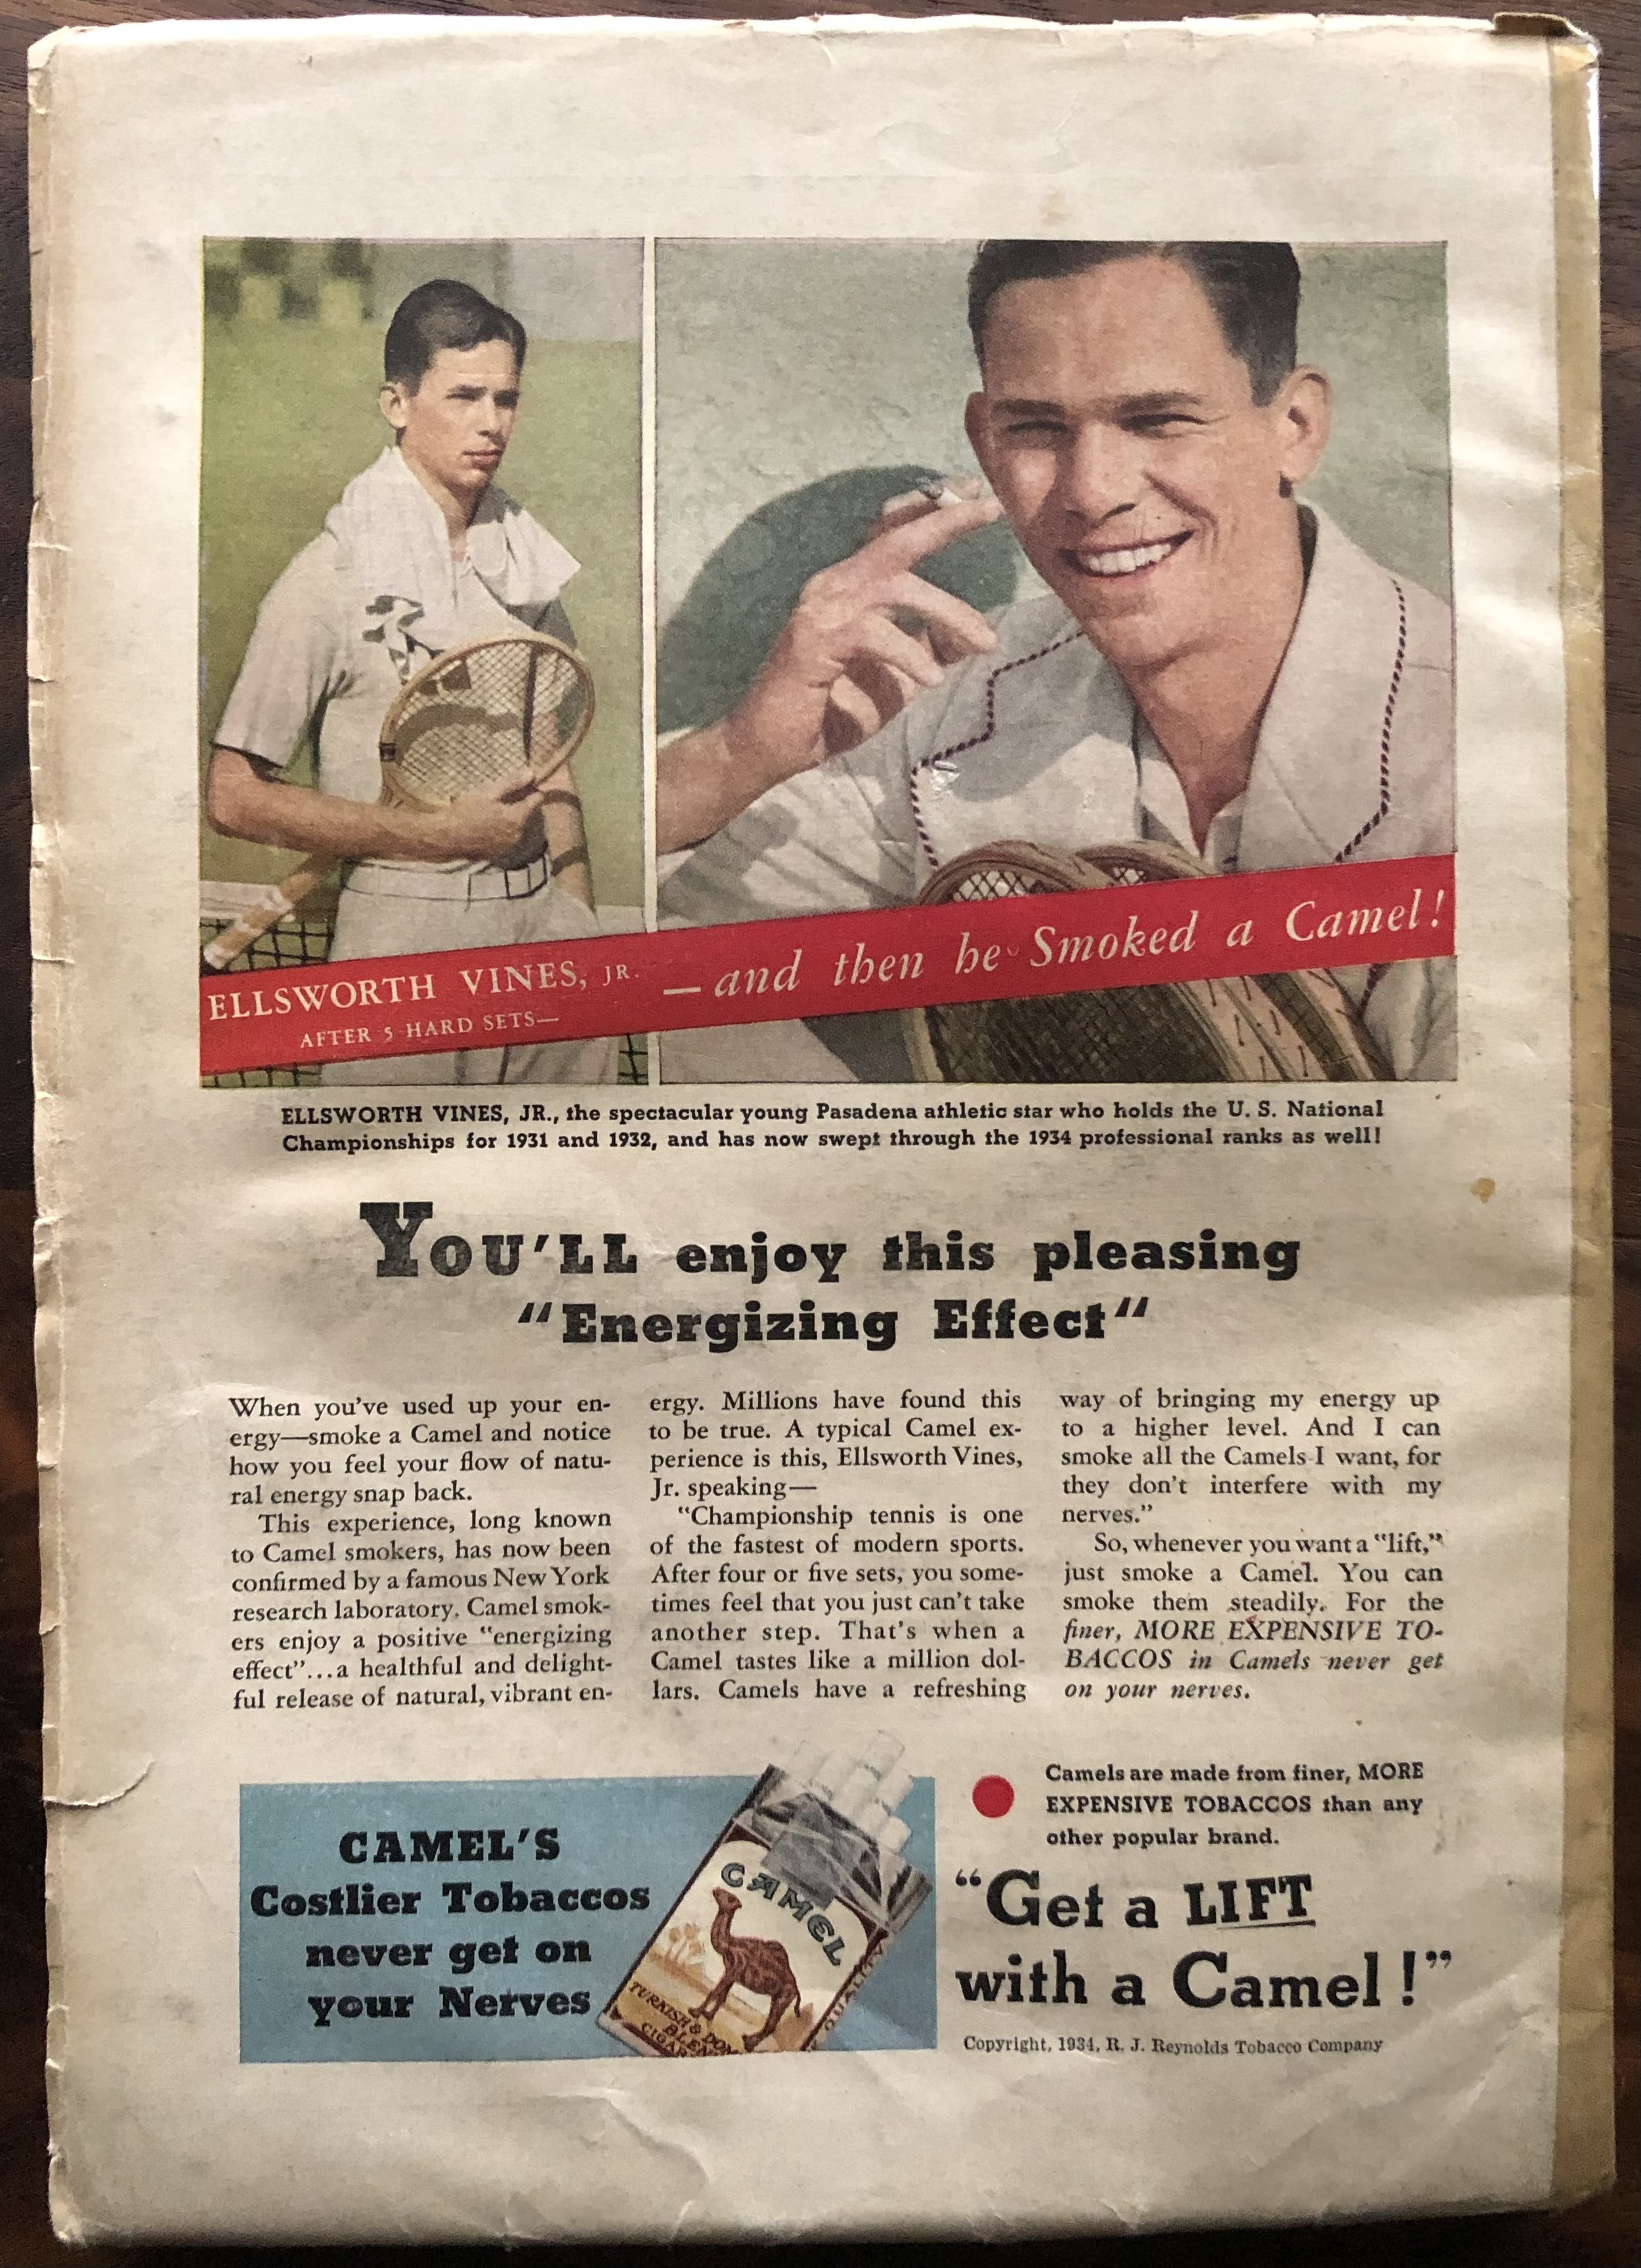 ELLSWORTH VINES, JR.
AFTER 5 HARD SETS—
—and then he Smoked a Camel!
ELLSWORTH VINES, JR., the spectacular young Pasadena athletic star who holds the U. S. National
Championships for 1931 and 1932, and has now swept through the 1934 professional ranks as well!
YOU'LL enjoy this pleasing
"Energizing Effect"
When you've used up your en-
ergy—smoke a Camel and notice
how you feel your flow of natu-
ral energy snap back.
This experience, long known
to Camel smokers, has now been
confirmed by a famous New York
research laboratory. Camel smok-
ers enjoy a positive "energizing
effect"...a healthful and delight-
ful release of natural, vibrant en-
ergy. Millions have found this
to be true. A typical Camel ex-
perience is this, Ellsworth Vines,
Jr. speaking—
"Championship tennis is one
of the fastest of modern sports.
After four or five sets, you some-
times feel that you just can't take
another step. That's when a
Camel tastes like a million dol-
lars. Camels have a refreshing
way of bringing my energy up
to a higher level. And I can
smoke all the Camels I want, for
they don't interfere with my
nerves."
So, whenever you want a "lift,"
just smoke a Camel. You can
smoke them steadily. For the
finer, MORE EXPENSIVE TO-
BACCOS in Camels never get
on your nerves.
CAMEL'S
Costlier Tobaccos
never get on
your Nerves
CAMEL
TURKISH & DOM
BLEN
CIGAR
QUALITY
Camels are made from finer, MORE
EXPENSIVE TOBACCOS than any
other popular brand.
"Get a LIFT
with a Camel!"
Copyright, 1934, R. J. Reynolds Tobacco Company